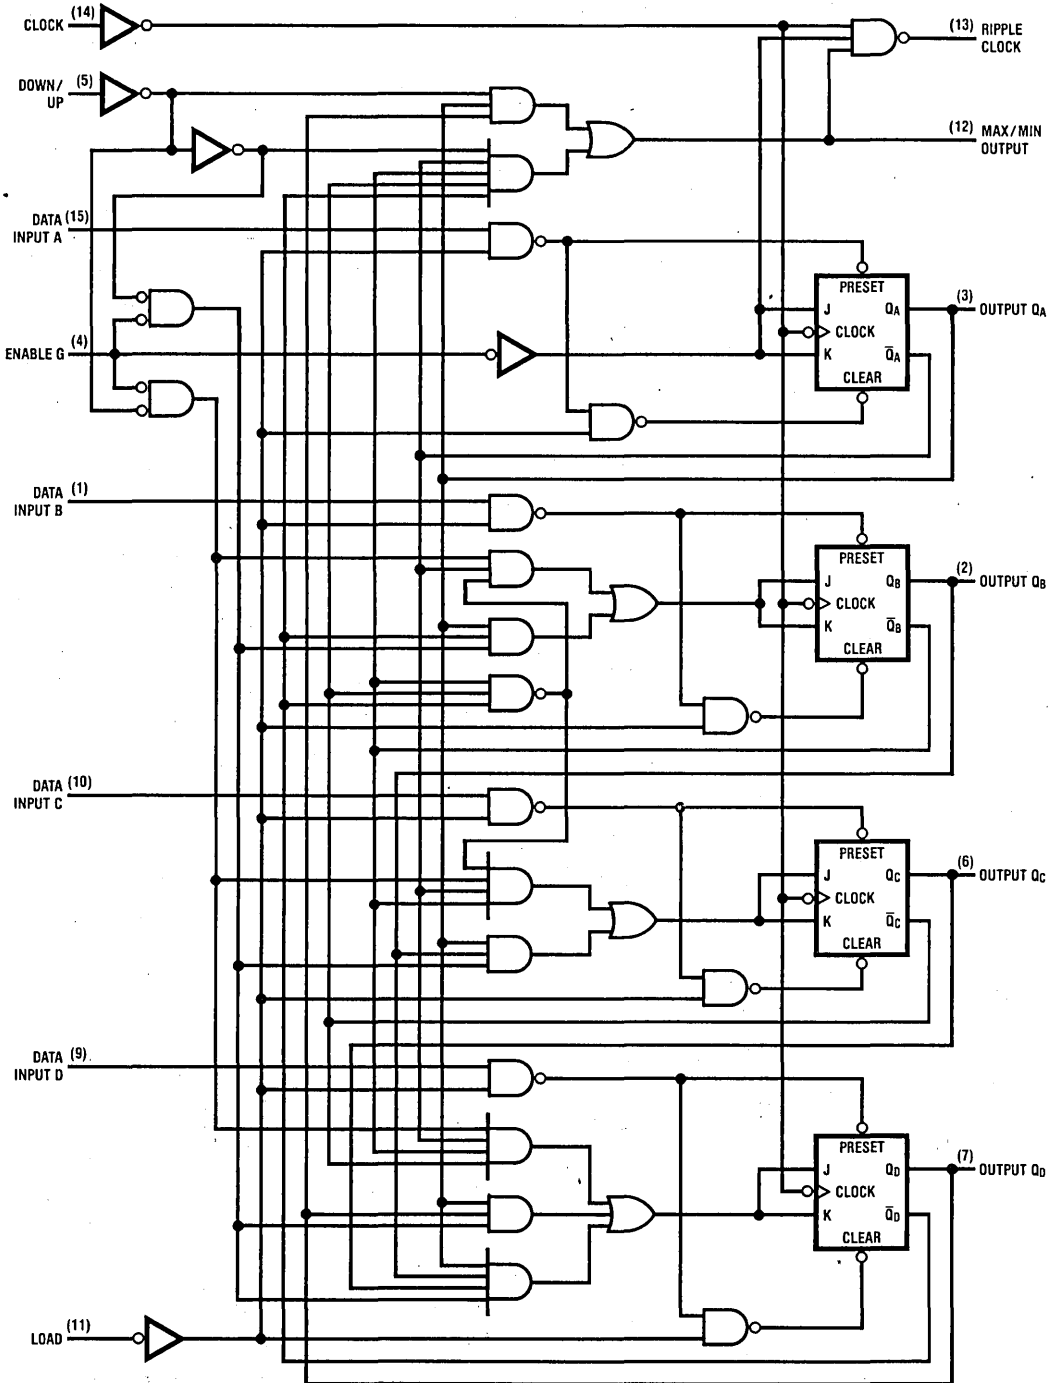 CLOCK (14)
(13) RIPPLE
CLOCK
DOWN/ (5)
UP
(12) MAX/MIN
OUTPUT
DATA (15)
INPUT A
PRESET
J QA
(3) OUTPUT QA
CLOCK
ENABLE G (4)
K Q̅A
CLEAR
DATA (1)
INPUT B
PRESET
J QB
(2) OUTPUT QB
CLOCK
K Q̅B
CLEAR
DATA (10)
INPUT C
PRESET
J QC
(6) OUTPUT QC
CLOCK
K Q̅C
CLEAR
DATA (9)
INPUT D
PRESET
J QD
(7) OUTPUT QD
CLOCK
K Q̅D
CLEAR
LOAD (11)